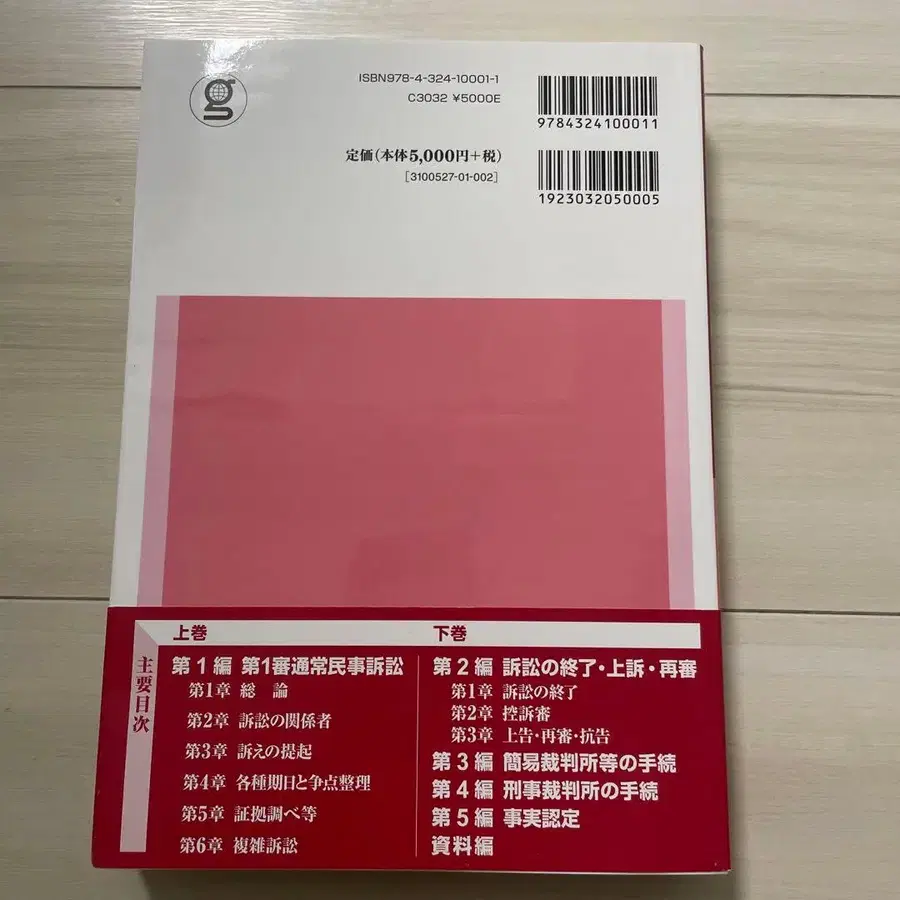 g
ISBN978-4-324-10001-1
C3032 ¥5000E
9784324100011
定価(本体5,000円+税)
[3100527-01-002]
1923032050005
主要目次
上巻
第1編 第1審通常民事訴訟
第1章 総 論
第2章 訴訟の関係者
第3章 訴えの提起
第4章 各種期日と争点整理
第5章 証拠調べ等
第6章 複雑訴訟
下巻
第2編 訴訟の終了・上訴・再審
第1章 訴訟の終了
第2章 控訴審
第3章 上告・再審・抗告
第3編 簡易裁判所等の手続
第4編 刑事裁判所の手続
第5編 事実認定
資料編